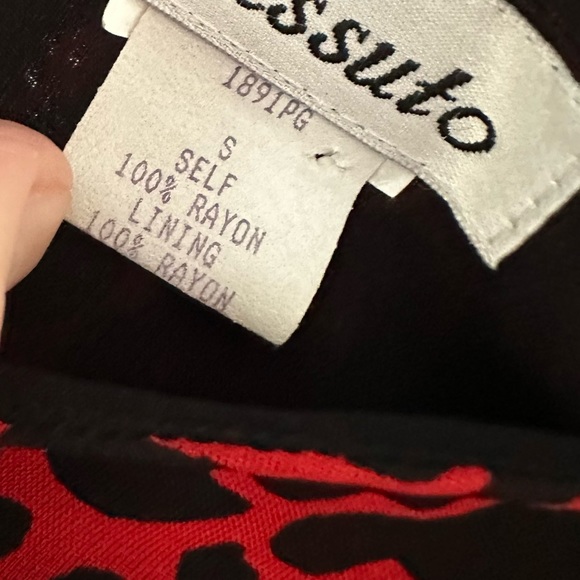 ssuto
1891PG
S
SELF
100% RAYON
LINING
100% RAYON